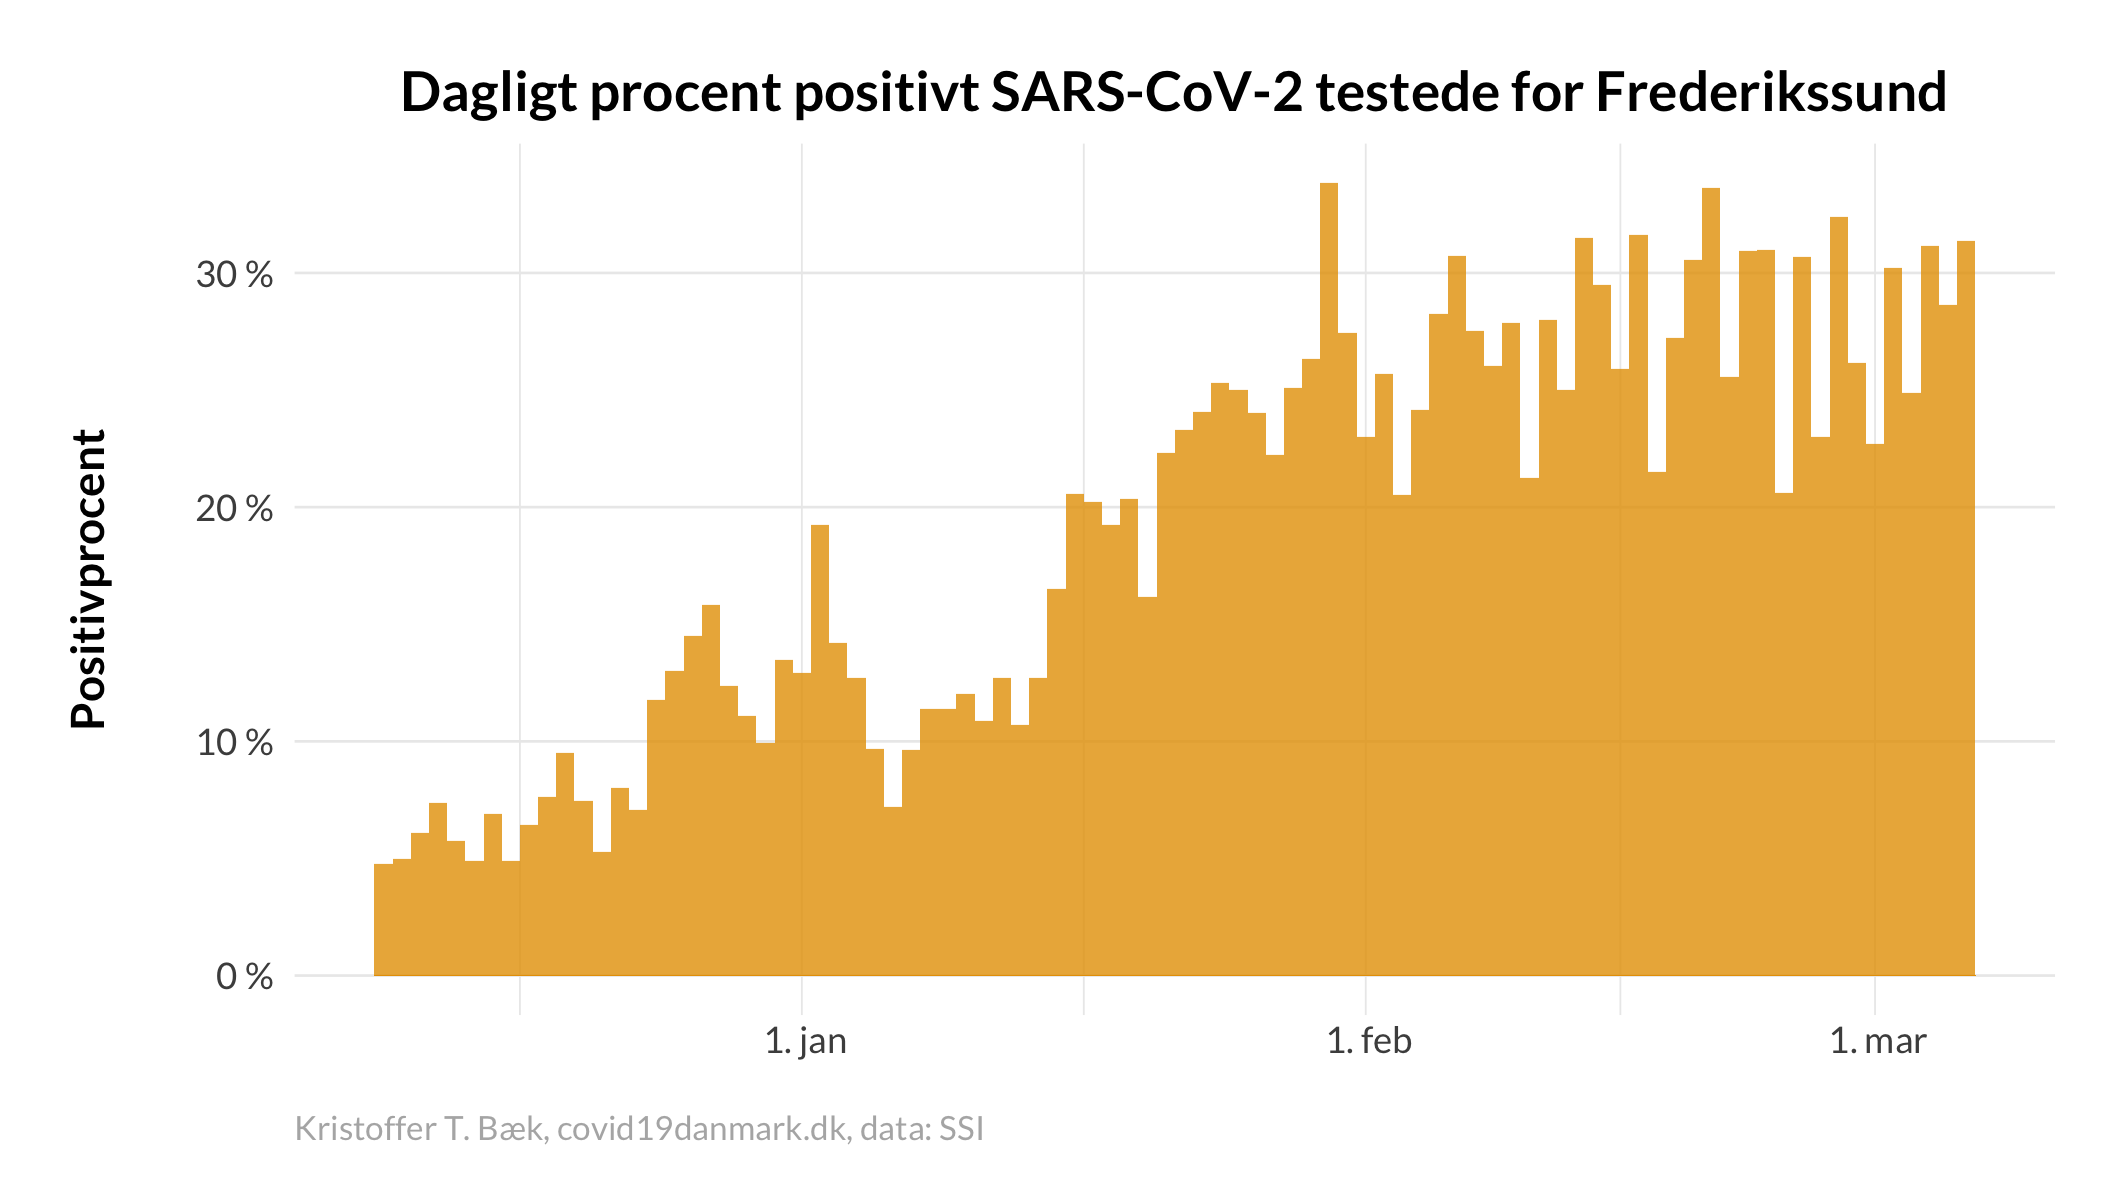 Dagligt procent positivt SARS-CoV-2 testede for Frederikssund
Positivprocent
30 %
20 %
10 %
0 %
1. jan
1. feb
1. mar
Kristoffer T. Bæk, covid19danmark.dk, data: SSI